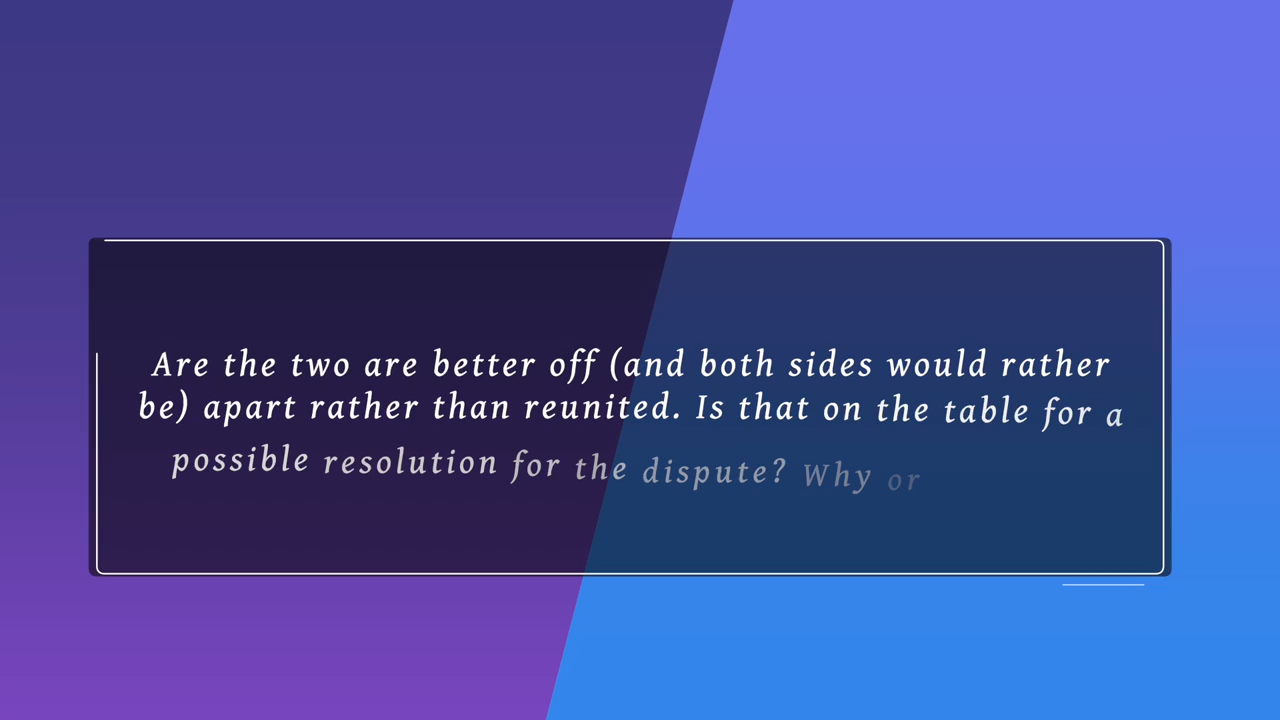 Are the two are better off (and both sides would rather
be) apart rather than reunited. Is that on the table for a
possible resolution for the dispute? Why or